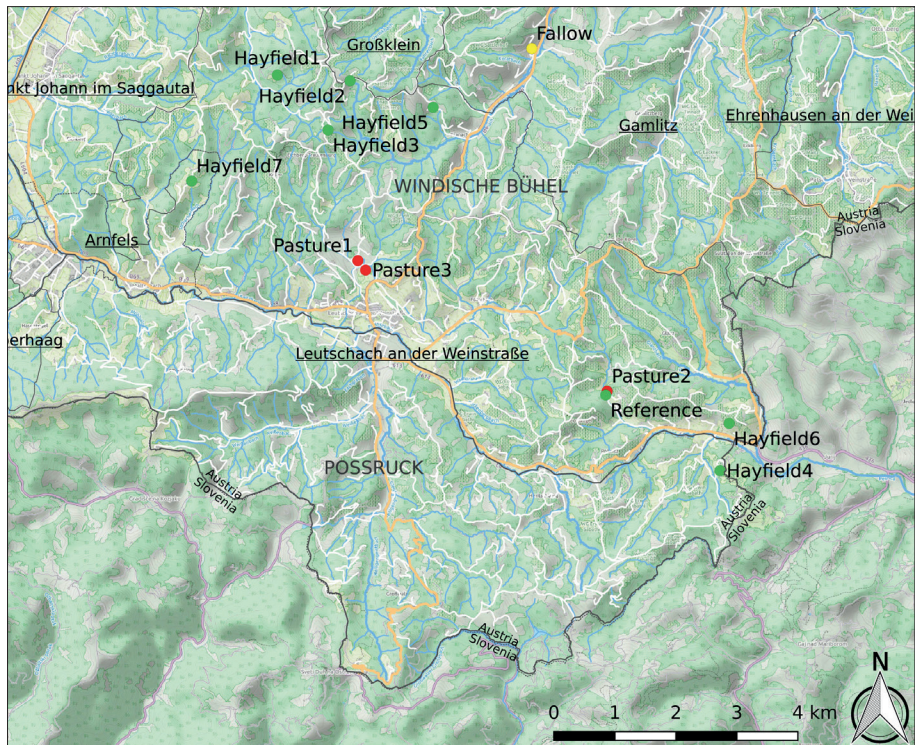 Fallow
Großklein
Hayfield1
nkt Johann im Saggautal
Hayfield2
Hayfield5
Ehrenhausen an der Wei
Gamlitz
Hayfield3
Hayfield7
WINDISCHE BÜHEL
Austria
Slovenia
Arnfels
Pasture1
Pasture3
erhaag
Leutschach an der Weinstraße
Pasture2
Reference
Hayfield6
POSSRUCK
Hayfield4
Austria
Slovenia
Austria
Slovenia
Austria
Slovenia
N
0 1 2 3 4 km